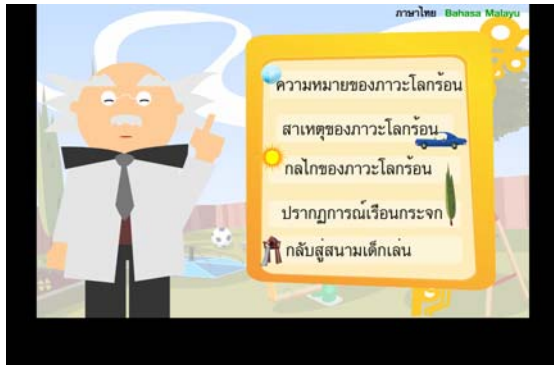 ภาษาไทย Bahasa Malayu
ความหมายของภาวะโลกร้อน
สาเหตุของภาวะโลกร้อน
กลไกของภาวะโลกร้อน
ปรากฏการณ์เรือนกระจก
กลับสู่สนามเด็กเล่น